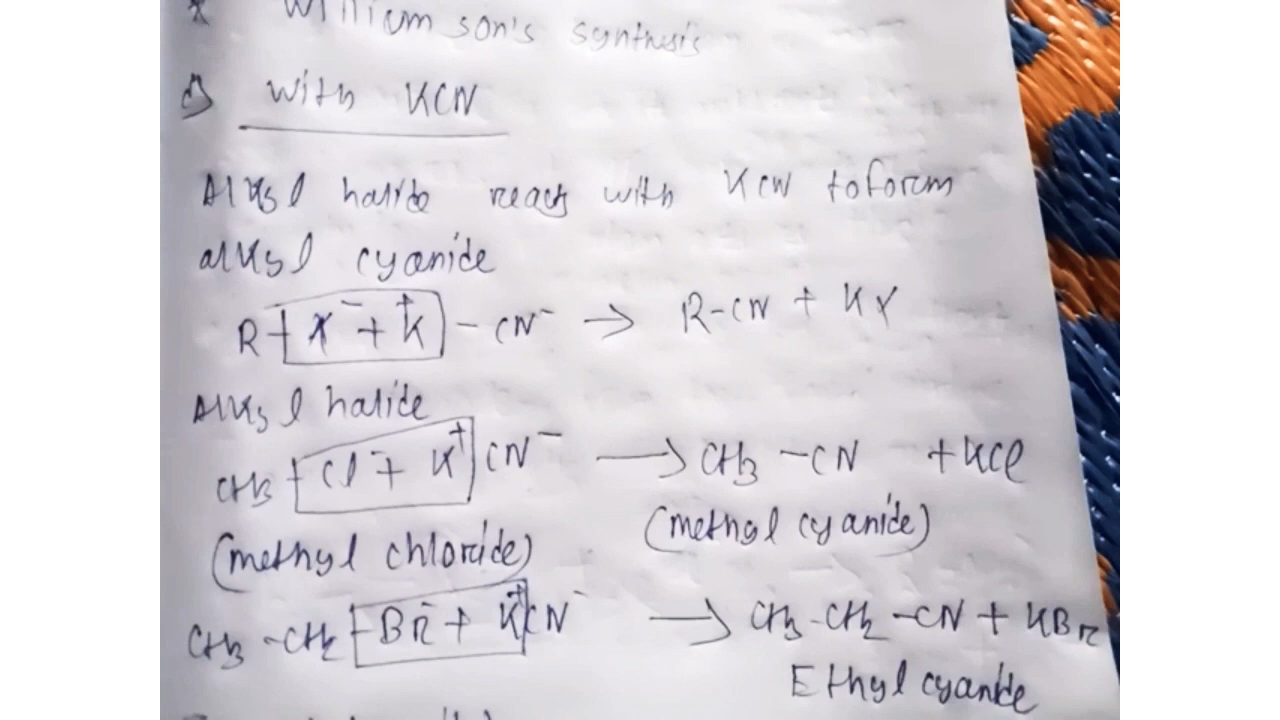 * Williamson's synthesis
with KCN
Alkyl halide react with KCN to form
alkyl cyanide
R-X⁻ + K⁺ - CN⁻ → R-CN + KX
Alkyl halide
CH3-Cl⁻ + K⁺CN⁻ → CH3-CN + KCl
(methyl chloride) (methyl cyanide)
CH3-CH2-Br⁻ + K⁺CN⁻ → CH3-CH2-CN + KBr
Ethyl cyanide